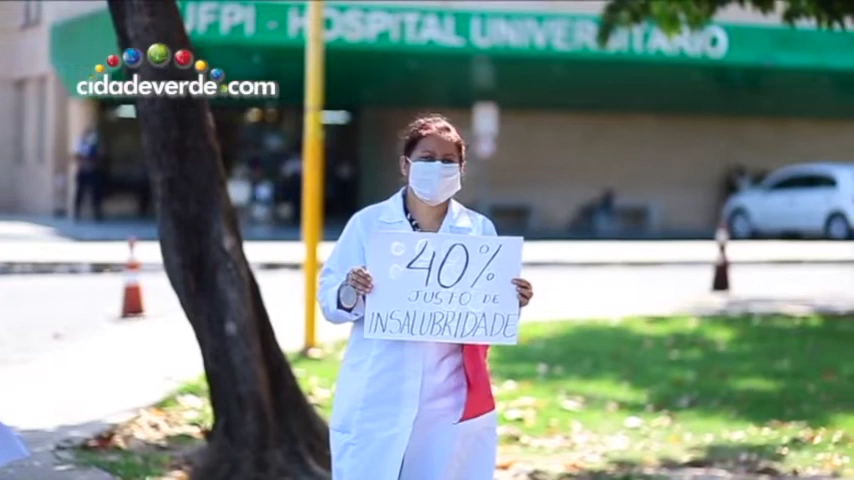 UFPI - HOSPITAL UNIVERSITÁRIO
cidadeverde.com
40%
JUSTO DE
INSALUBRIDADE